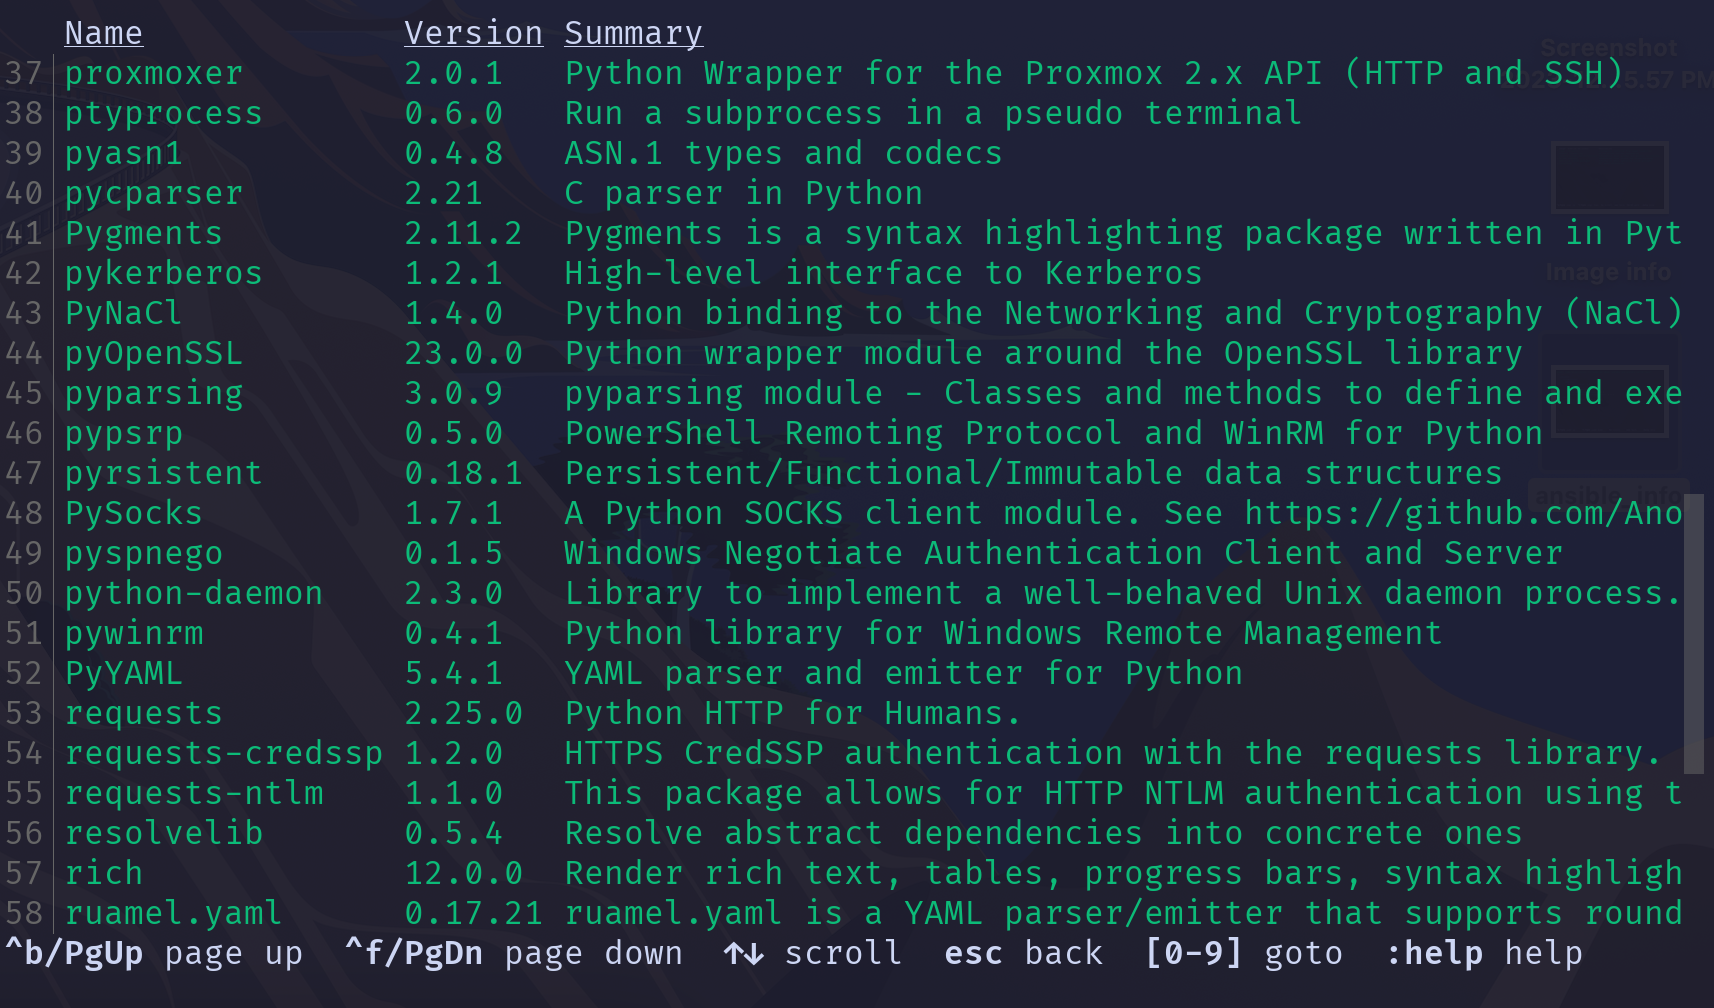 Name Version Summary
37 proxmoxer 2.0.1 Python Wrapper for the Proxmox 2.x API (HTTP and SSH)
38 ptyprocess 0.6.0 Run a subprocess in a pseudo terminal
39 pyasn1 0.4.8 ASN.1 types and codecs
40 pycparser 2.21 C parser in Python
41 Pygments 2.11.2 Pygments is a syntax highlighting package written in Pyt
42 pykerberos 1.2.1 High-level interface to Kerberos
43 PyNaCl 1.4.0 Python binding to the Networking and Cryptography (NaCl)
44 pyOpenSSL 23.0.0 Python wrapper module around the OpenSSL library
45 pyparsing 3.0.9 pyparsing module - Classes and methods to define and exe
46 pypsrp 0.5.0 PowerShell Remoting Protocol and WinRM for Python
47 pyrsistent 0.18.1 Persistent/Functional/Immutable data structures
48 PySocks 1.7.1 A Python SOCKS client module. See https://github.com/Ano
49 pyspnego 0.1.5 Windows Negotiate Authentication Client and Server
50 python-daemon 2.3.0 Library to implement a well-behaved Unix daemon process.
51 pywinrm 0.4.1 Python library for Windows Remote Management
52 PyYAML 5.4.1 YAML parser and emitter for Python
53 requests 2.25.0 Python HTTP for Humans.
54 requests-credssp 1.2.0 HTTPS CredSSP authentication with the requests library.
55 requests-ntlm 1.1.0 This package allows for HTTP NTLM authentication using t
56 resolvelib 0.5.4 Resolve abstract dependencies into concrete ones
57 rich 12.0.0 Render rich text, tables, progress bars, syntax highligh
58 ruamel.yaml 0.17.21 ruamel.yaml is a YAML parser/emitter that supports round
^b/PgUp page up ^f/PgDn page down ↑↓ scroll esc back [0-9] goto :help help
Screenshot
5.57 PM
Image info